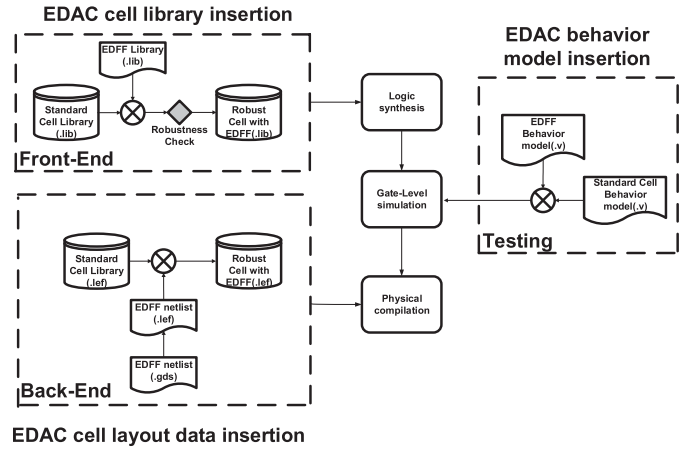 EDAC cell library insertion
EDFF Library
(.lib)
Standard
Cell Library
(.lib)
Robustness
Check
Robust
Cell with
EDFF(.lib)
Front-End
Logic
synthesis
Gate-Level
simulation
Physical
compilation
EDAC behavior
model insertion
EDFF
Behavior
model(.v)
Standard Cell
Behavior
model(.v)
Testing
Standard
Cell Library
(.lef)
Robust
Cell with
EDFF(.lef)
EDFF netlist
(.lef)
EDFF netlist
(.gds)
Back-End
EDAC cell layout data insertion